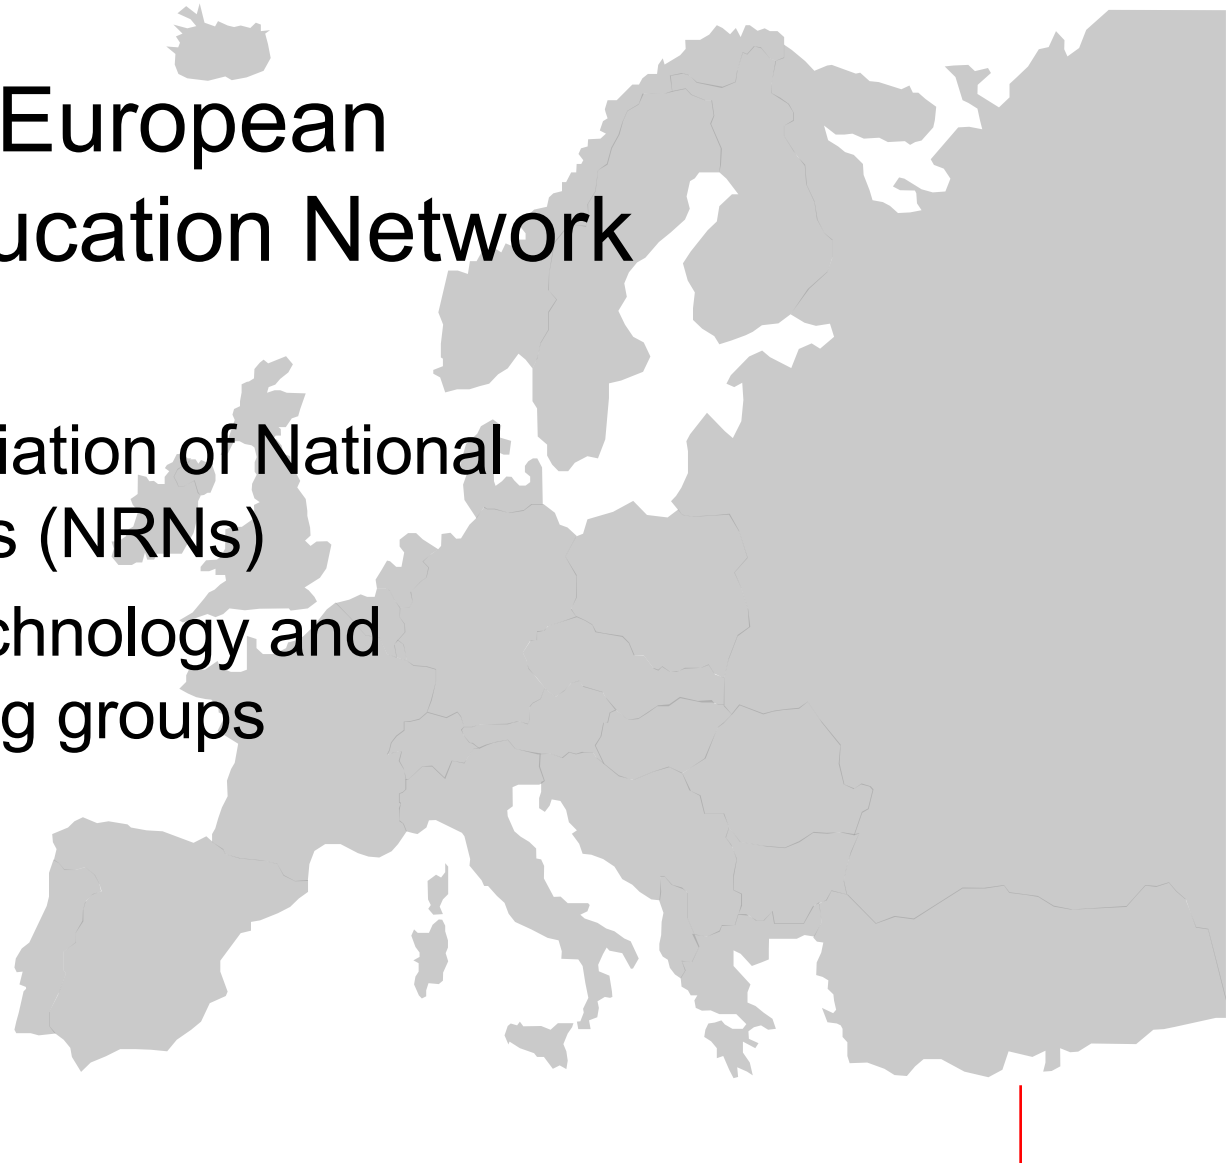 European
ucation Network
iation of National
s (NRNs)
chnology and
g groups